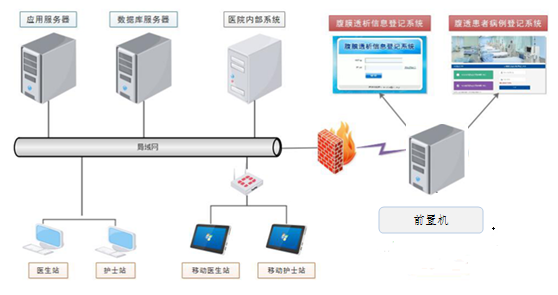 应用服务器
数据库服务器
医院内部系统
腹膜透析信息登记系统
腹透患者病例登记系统
腹膜透析信息登记系统
局域网
前置机
医生站
护士站
移动医生站
移动护士站